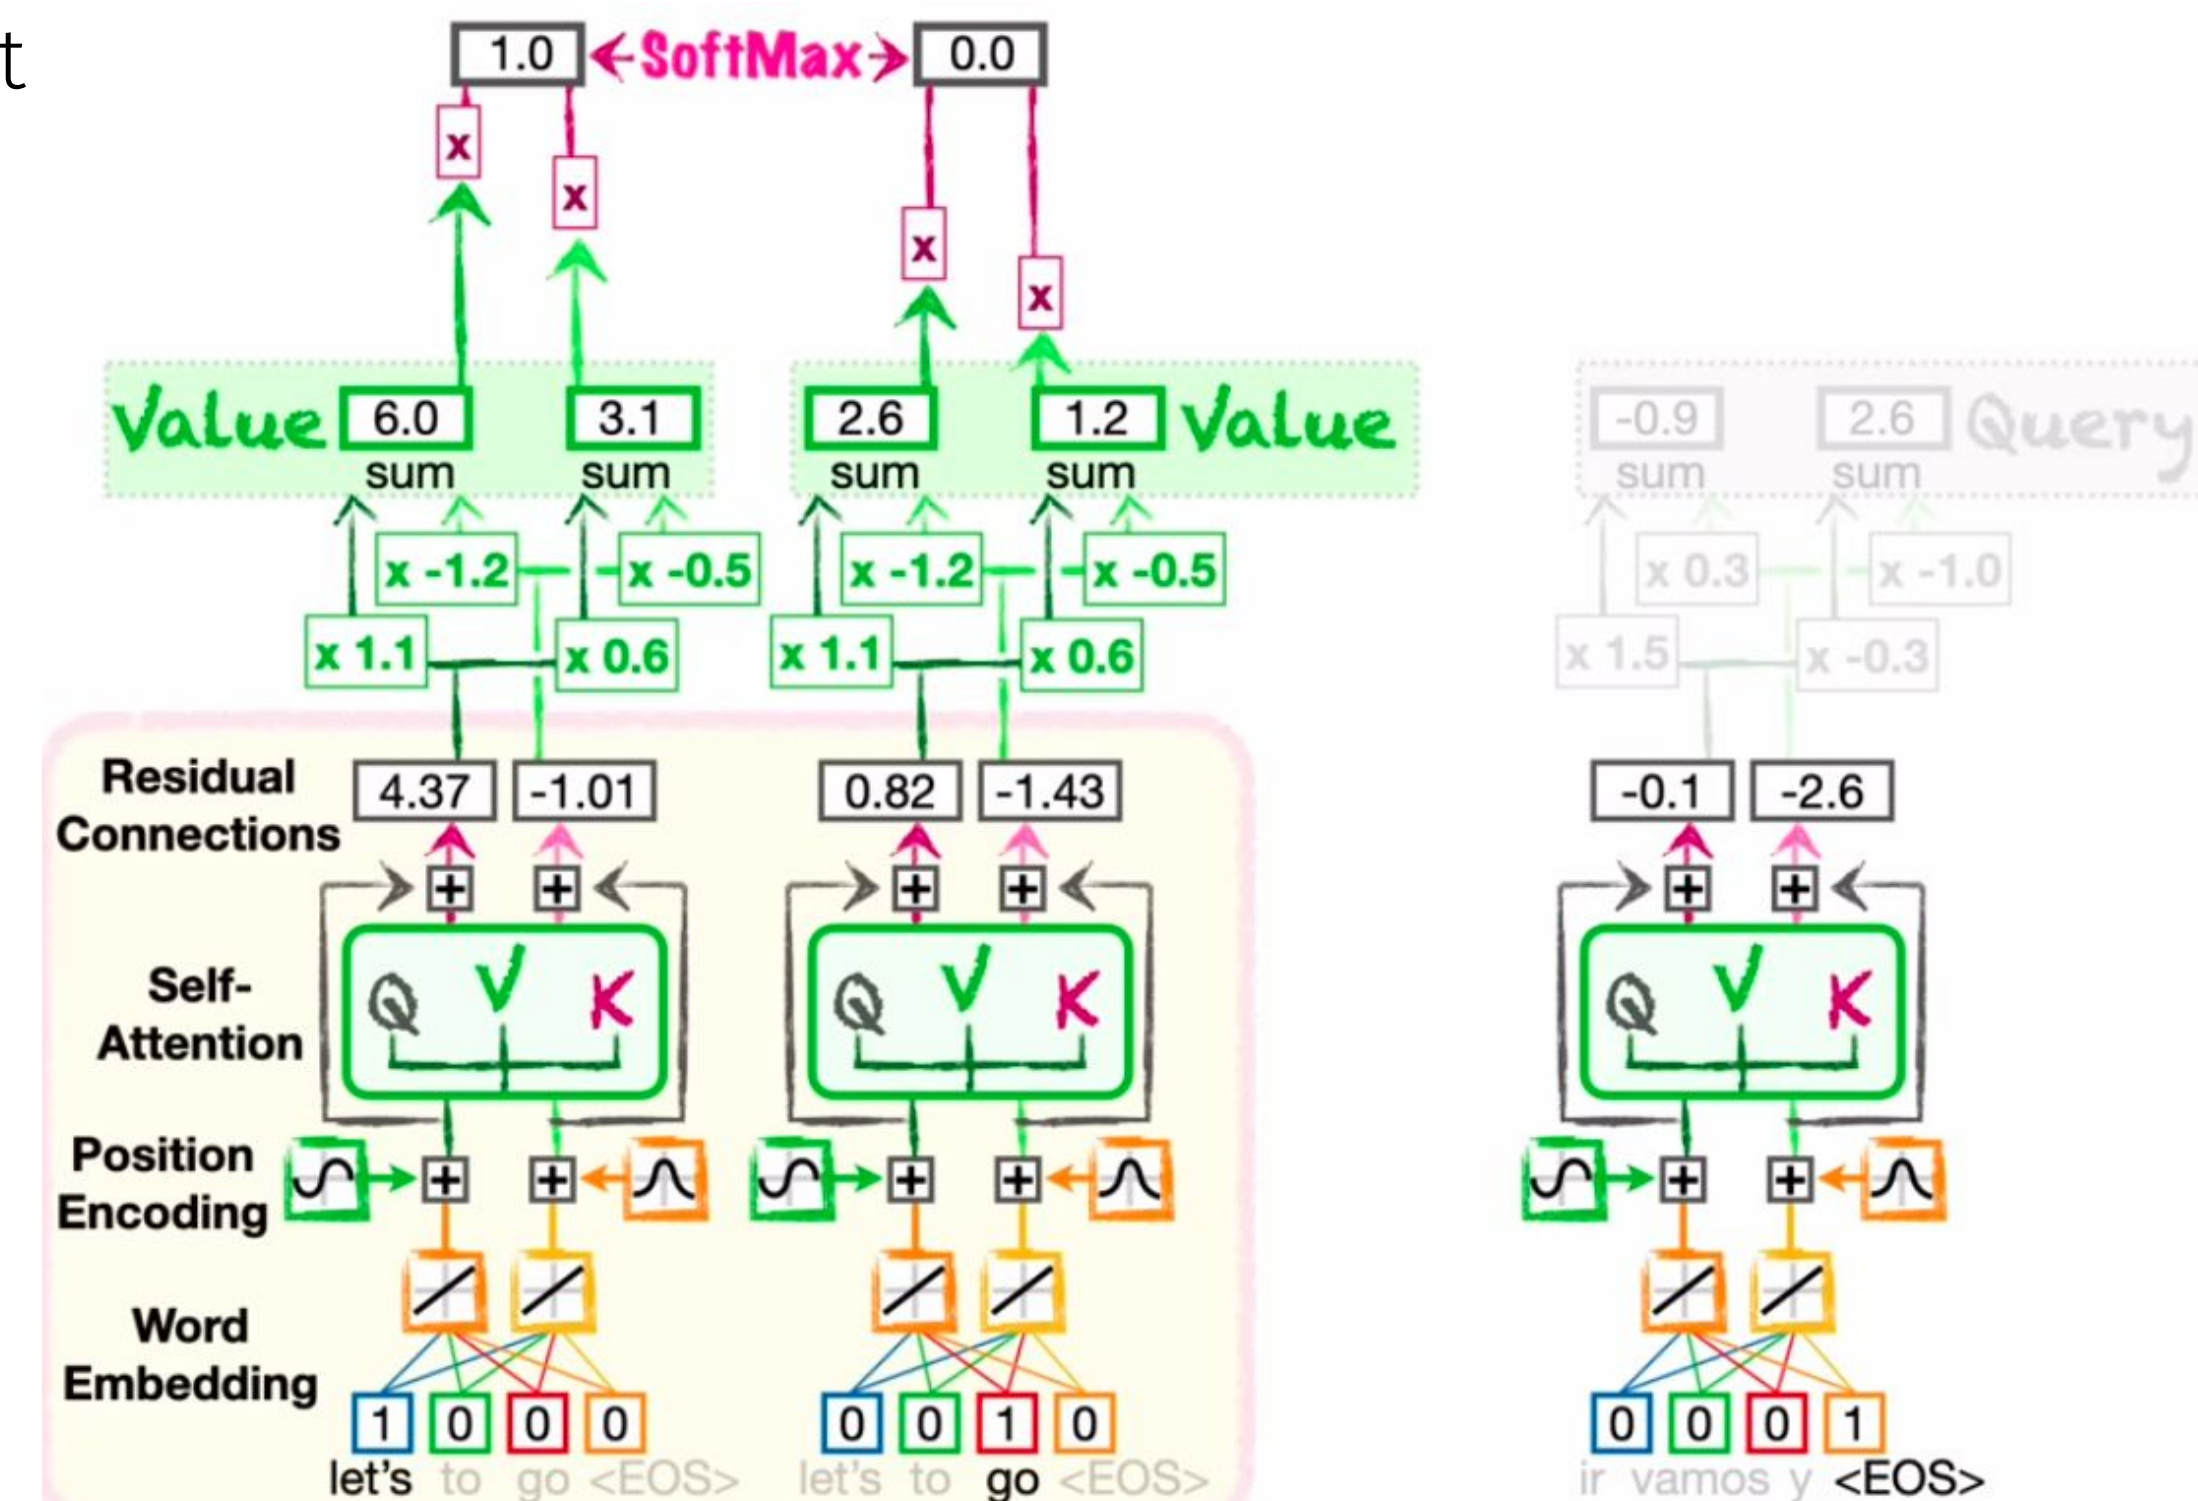 t
1.0 SoftMax 0.0
x
x
x
x
Value 6.0 3.1 2.6 1.2 Value -0.9 2.6 Query
sum sum sum sum sum sum
x -1.2 x -0.5 x -1.2 x -0.5 x 0.3 x -1.0
x 1.1 x 0.6 x 1.1 x 0.6 x 1.5 x -0.3
Residual
Connections
4.37 -1.01 0.82 -1.43 -0.1 -2.6
+ + + + + +
Self-
Attention
Q V K Q V K Q V K
Position
Encoding
+ + + + + +
Word
Embedding
1 0 0 0 0 0 1 0 0 0 0 1
let's to go <EOS> let's to go <EOS> ir vamos y <EOS>